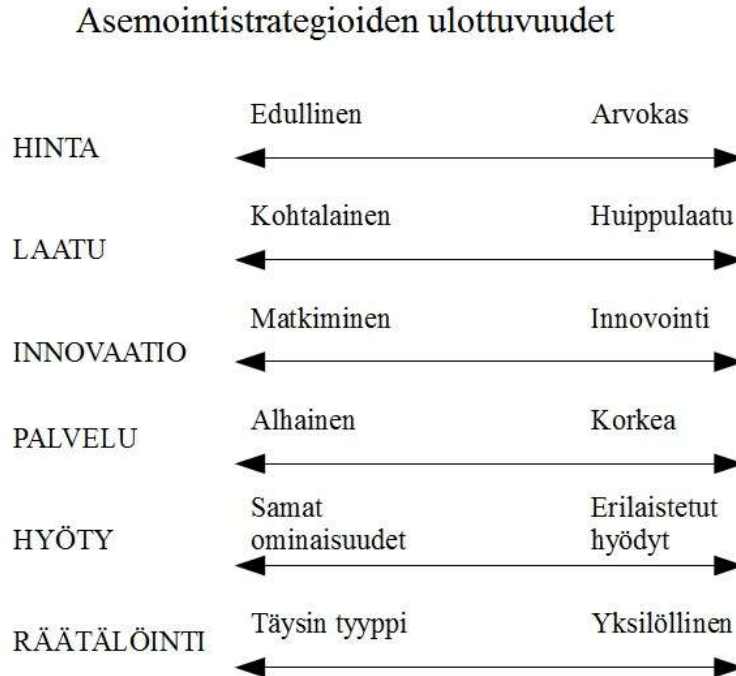 Asemointistrategioiden ulottuvuudet
Edullinen Arvokas
HINTA
Kohtalainen Huippulaatu
LAATU
Matkiminen Innovointi
INNOVAATIO
Alhainen Korkea
PALVELU
Samat Erilaistetut
HYÖTY ominaisuudet hyödyt
Täysin tyyppi Yksilöllinen
RÄÄTÄLÖINTI